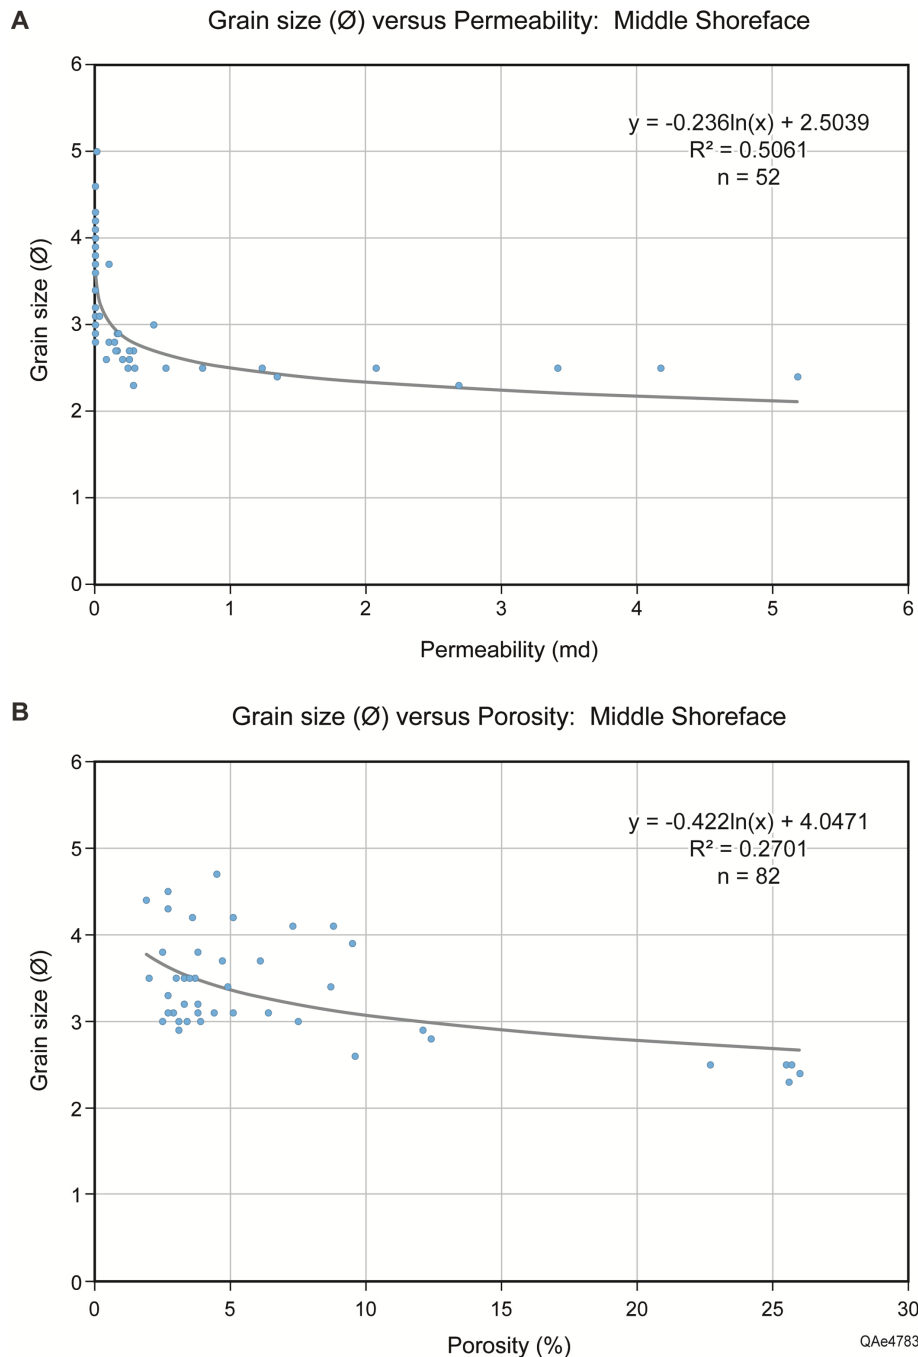 A
Grain size (Ø) versus Permeability: Middle Shoreface
6
y = -0.236ln(x) + 2.5039
R² = 0.5061
n = 52
5
4
3
2
1
0
Grain size (Ø)
0 1 2 3 4 5 6
Permeability (md)
B
Grain size (Ø) versus Porosity: Middle Shoreface
6
y = -0.422ln(x) + 4.0471
R² = 0.2701
n = 82
5
4
3
2
1
0
Grain size (Ø)
0 5 10 15 20 25 30
Porosity (%)
QAe4783